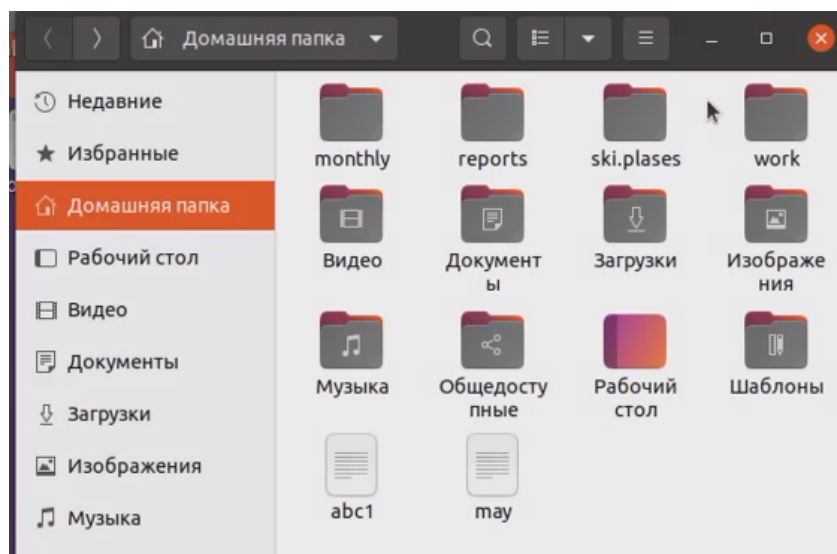 Домашняя папка
Недавние
Избранные
Домашняя папка
Рабочий стол
Видео
Документы
Загрузки
Изображения
Музыка
monthly
reports
ski.plases
work
Видео
Документ
ы
Загрузки
Изображе
ния
Музыка
Общедосту
пные
Рабочий
стол
Шаблоны
abc1
may